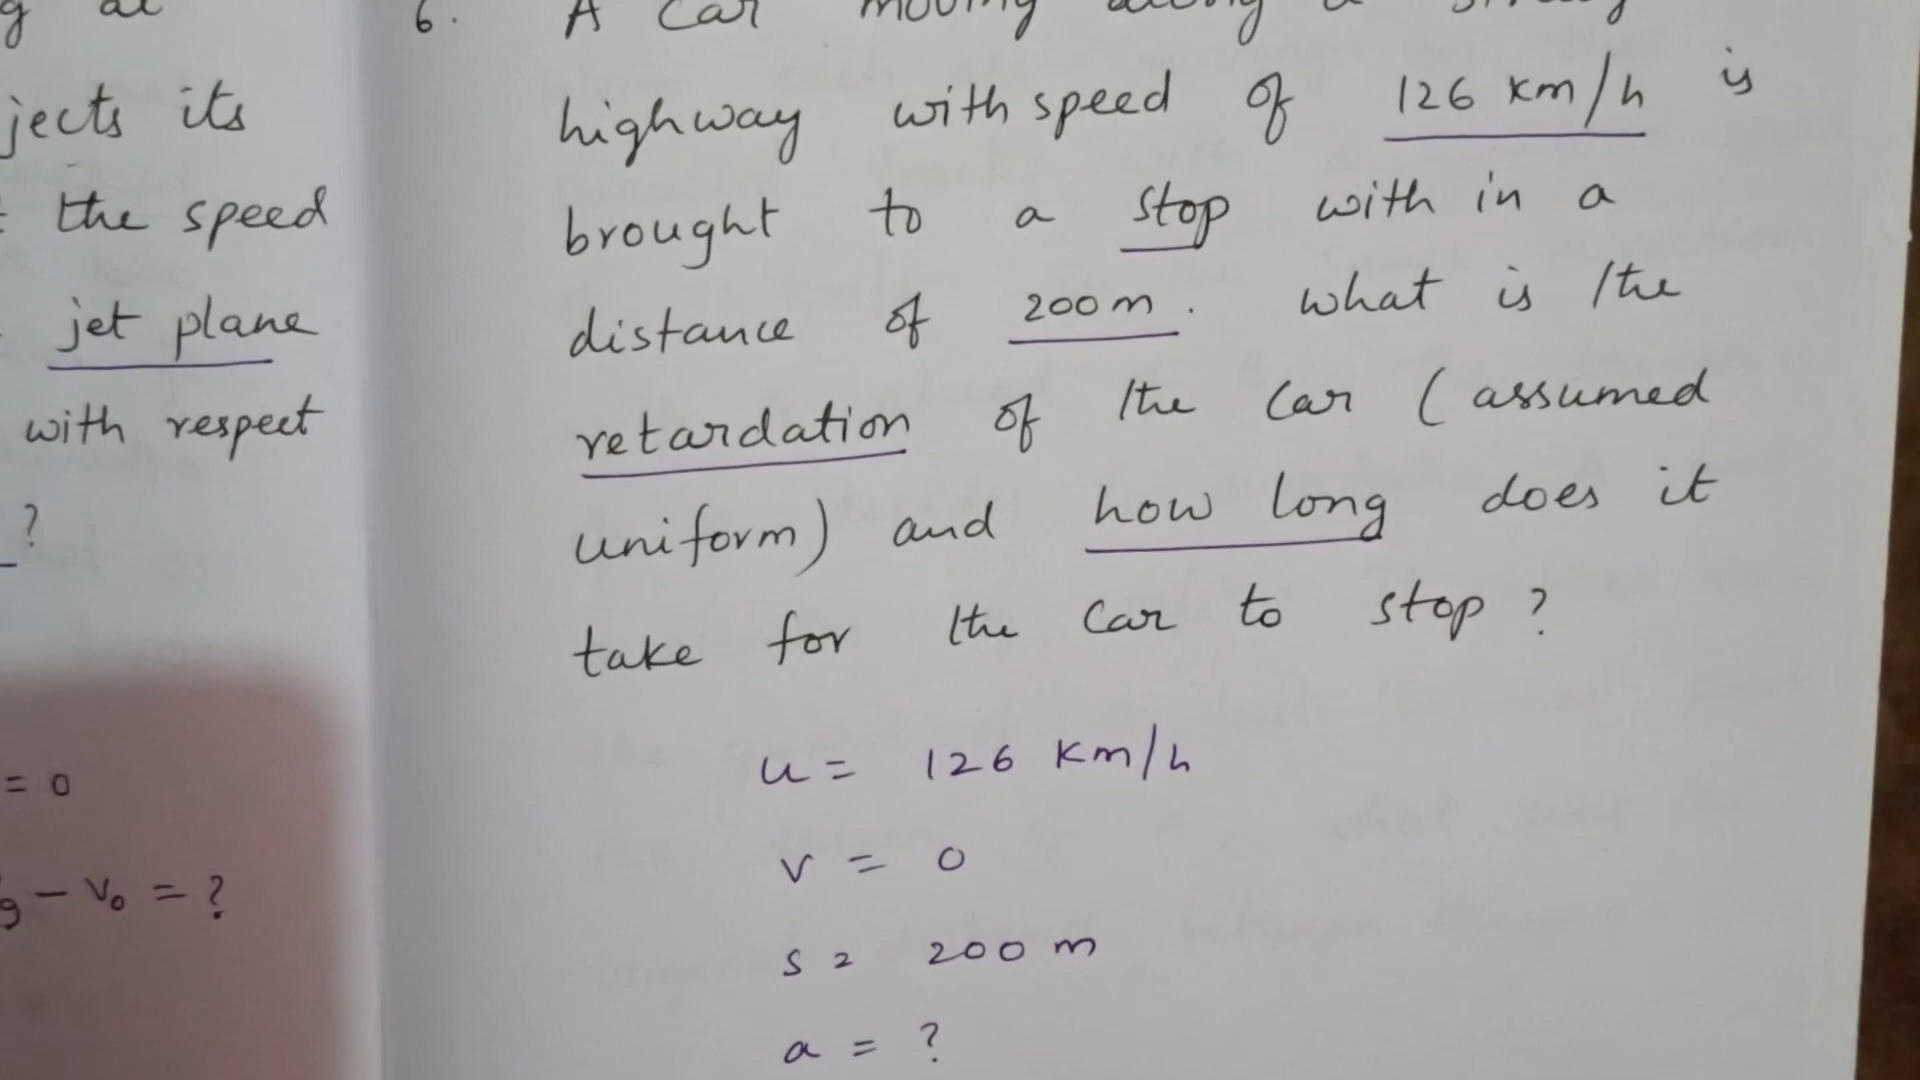 jects its
the speed
jet plane
with respect
?
= 0
g - v₀ = ?
6. A car moving along a
highway with speed of 126 km/h is
brought to a stop with in a
distance of 200 m. what is the
retardation of the car (assumed
uniform) and how long does it
take for the car to stop ?
u = 126 km/h
v = 0
s = 200 m
a = ?